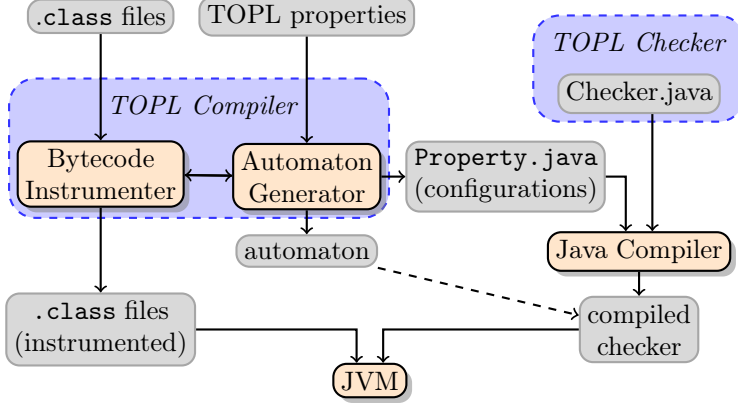 .class files
TOPL properties
TOPL Checker
Checker.java
TOPL Compiler
Bytecode
Instrumenter
Automaton
Generator
Property.java
(configurations)
automaton
Java Compiler
.class files
(instrumented)
compiled
checker
JVM